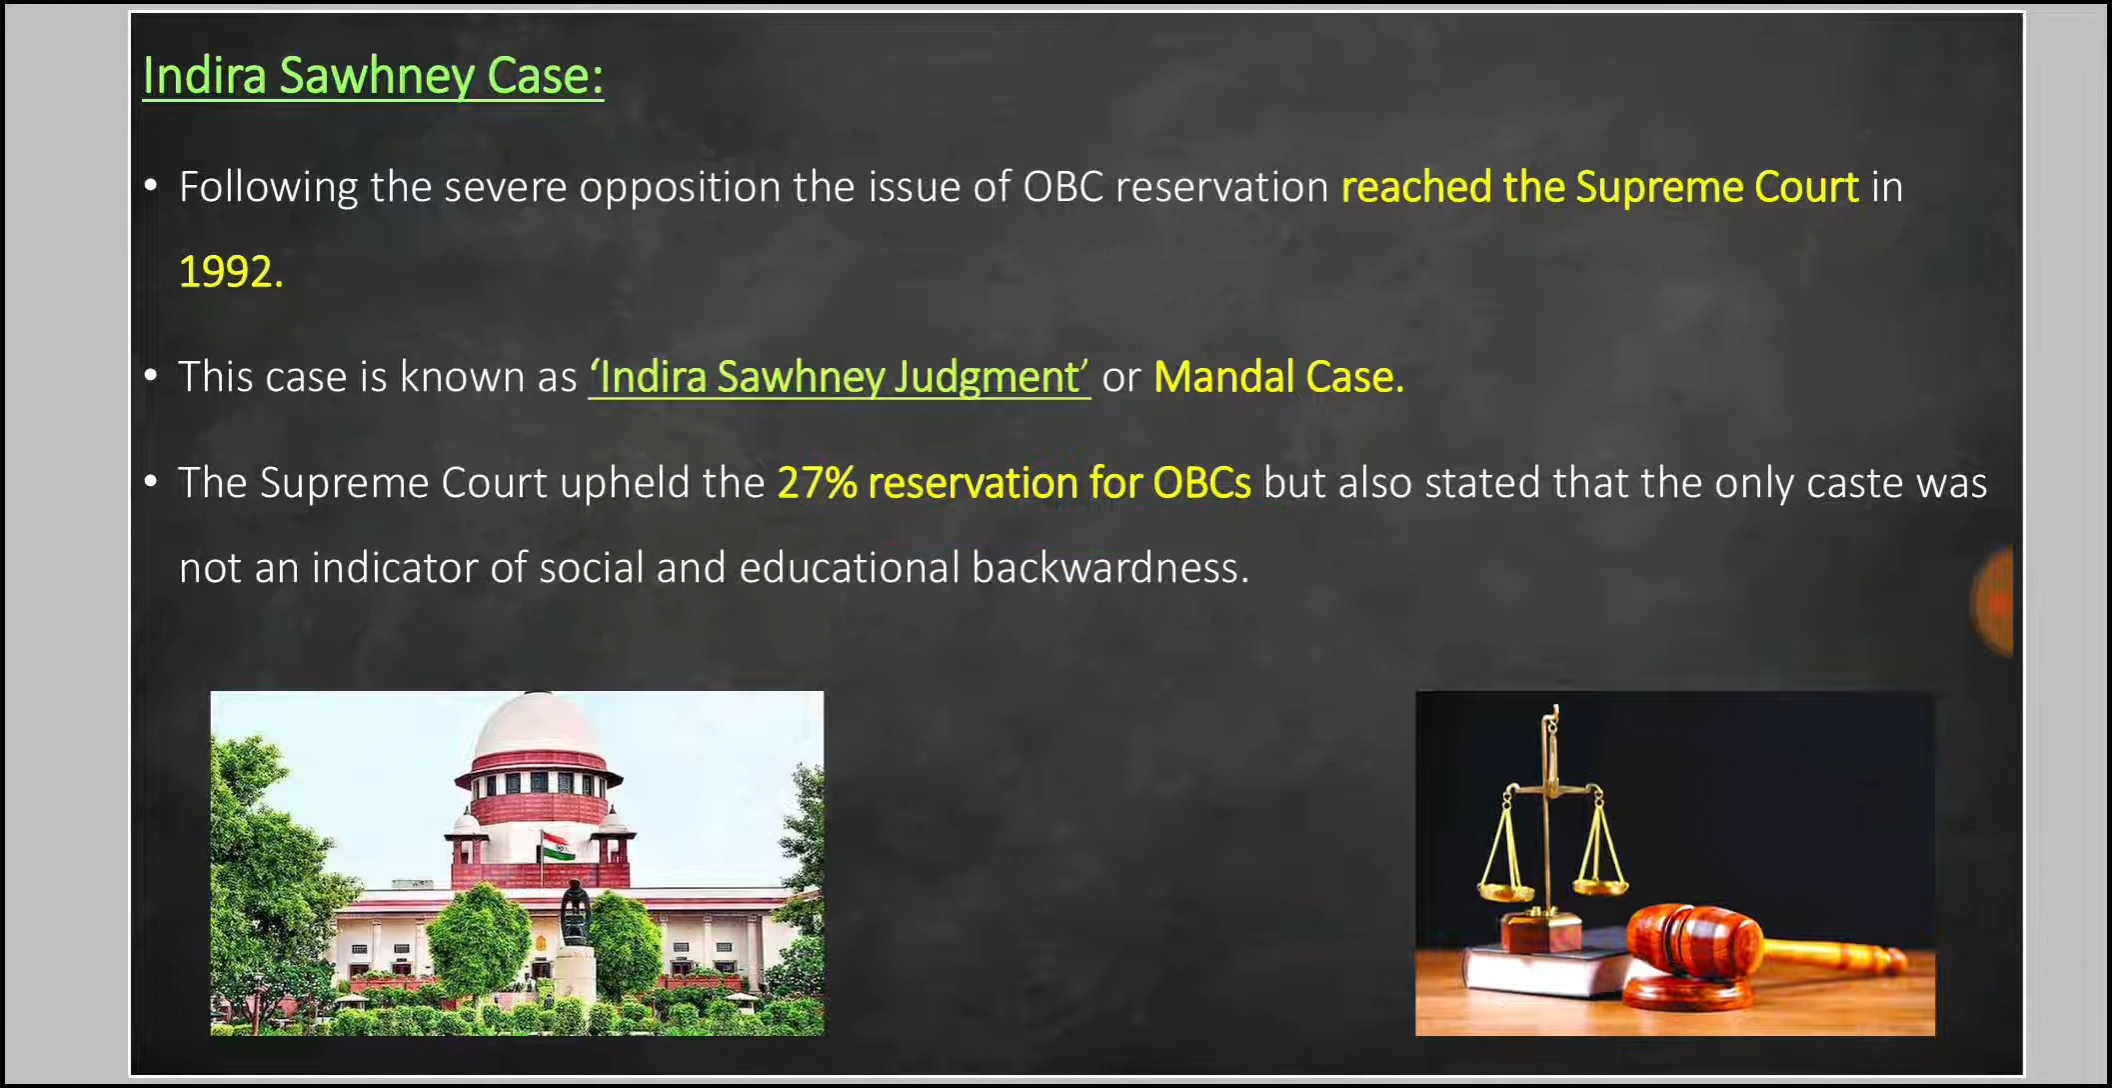 Indira Sawhney Case:
• Following the severe opposition the issue of OBC reservation reached the Supreme Court in
1992.
• This case is known as ‘Indira Sawhney Judgment’ or Mandal Case.
• The Supreme Court upheld the 27% reservation for OBCs but also stated that the only caste was
not an indicator of social and educational backwardness.